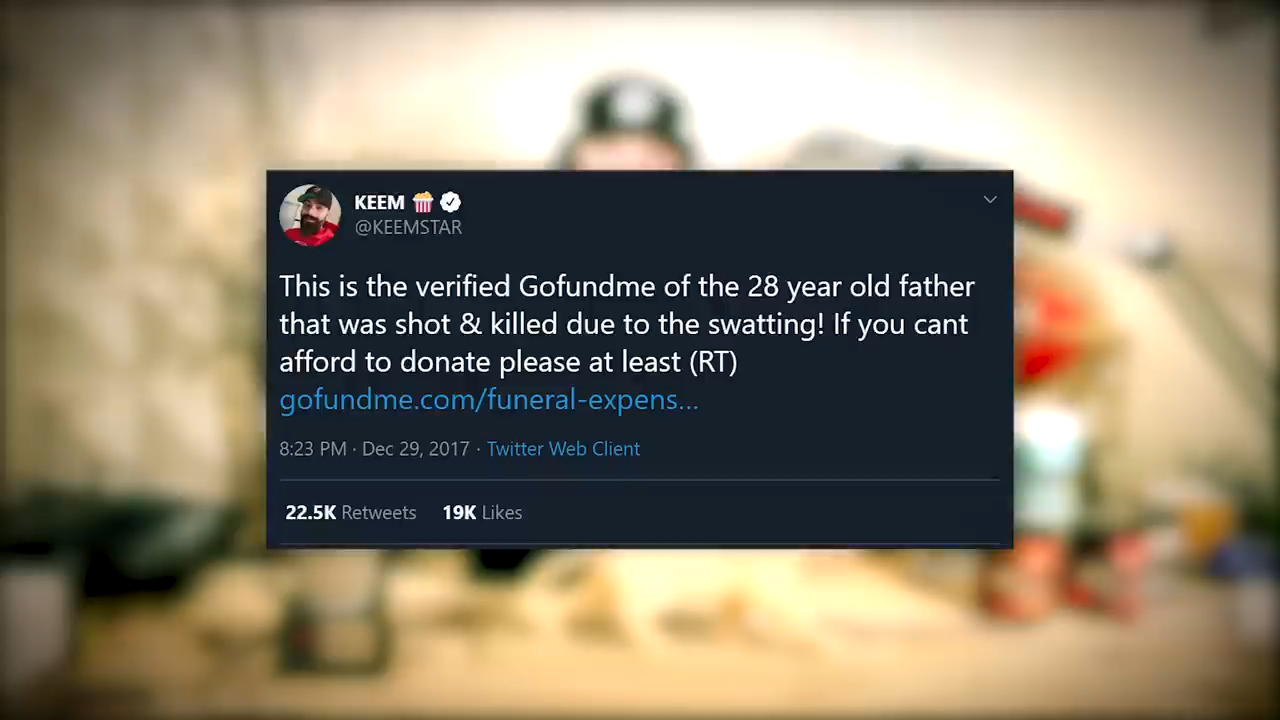 KEEM 🍿
@KEEMSTAR
This is the verified Gofundme of the 28 year old father
that was shot & killed due to the swatting! If you cant
afford to donate please at least (RT)
gofundme.com/funeral-expens...
8:23 PM · Dec 29, 2017 · Twitter Web Client
22.5K Retweets 19K Likes